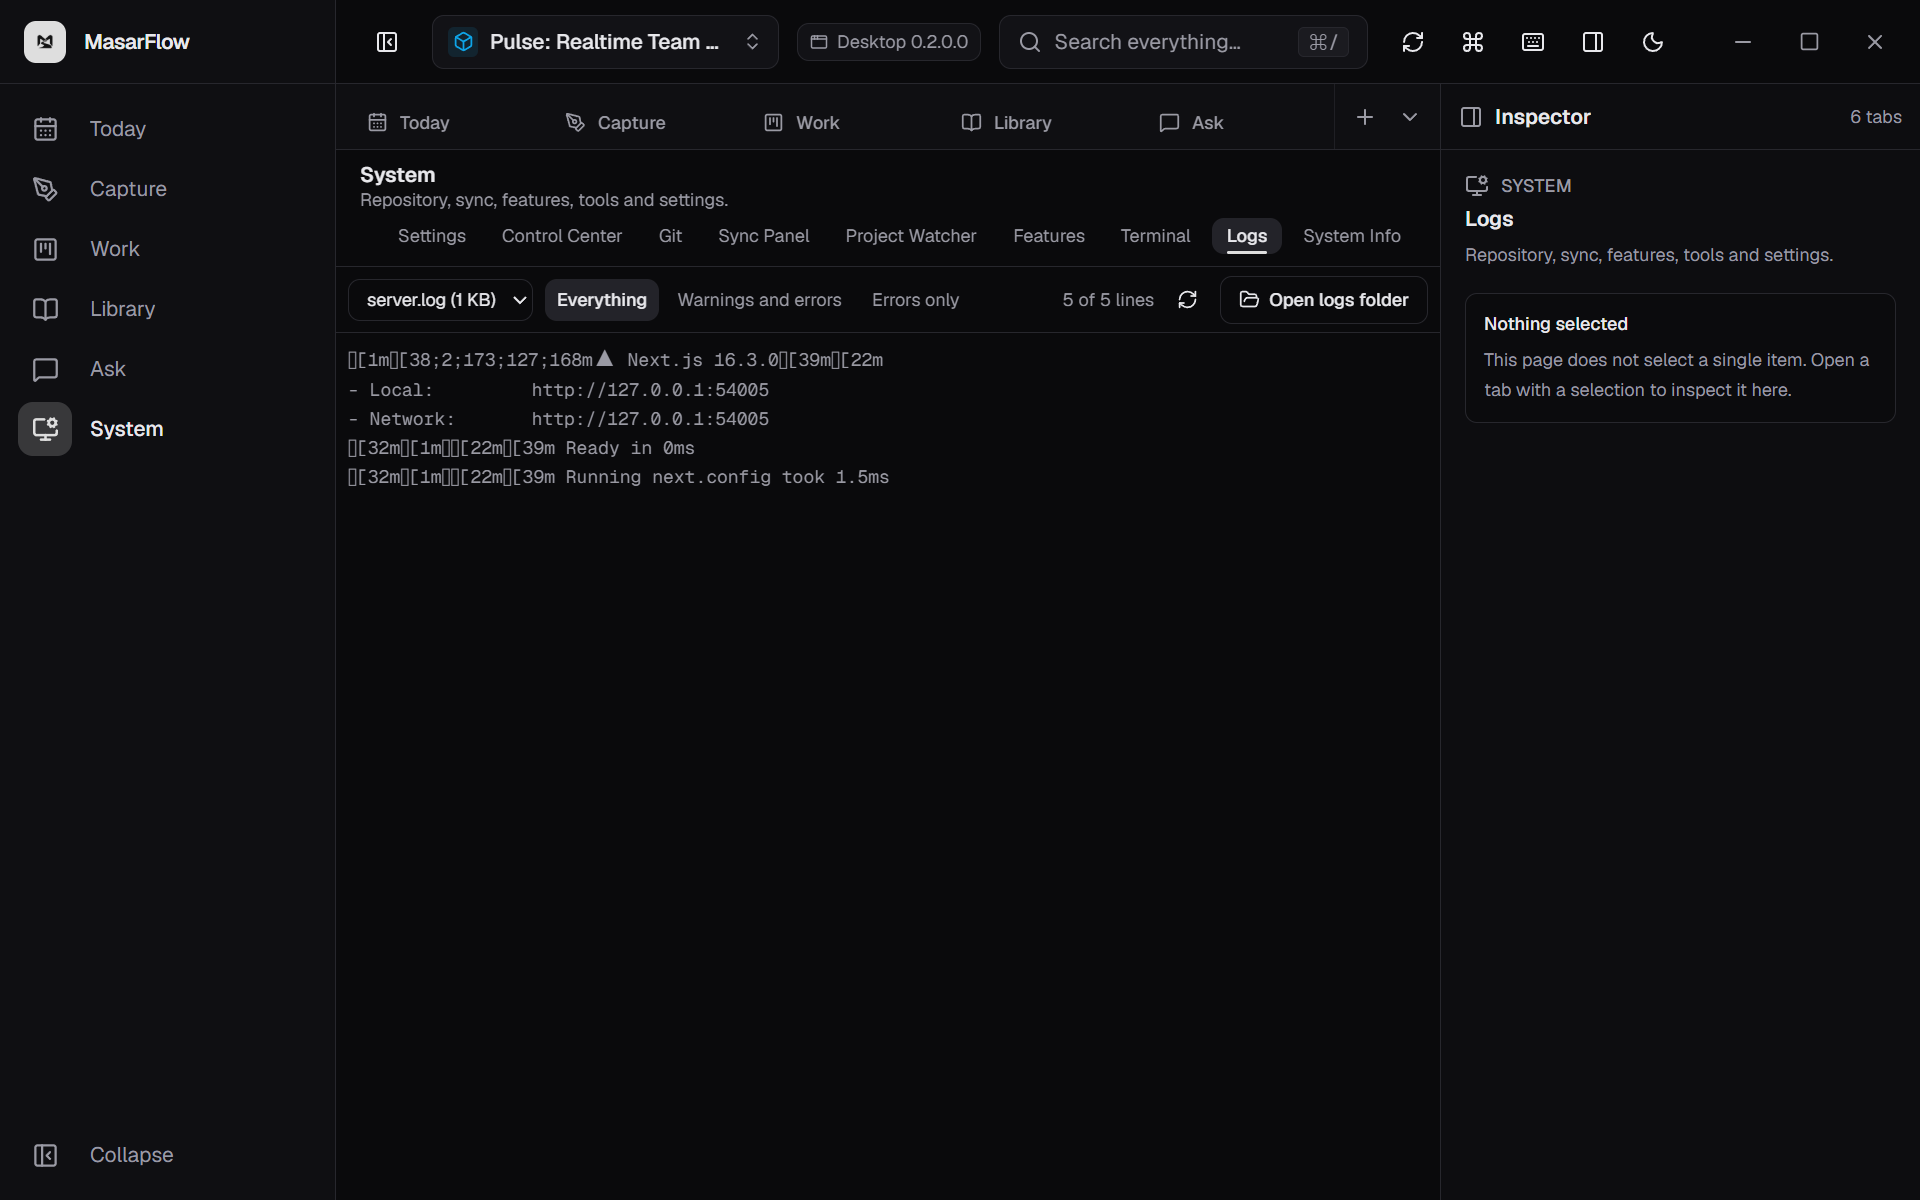 MasarFlow
Pulse: Realtime Team ...
Desktop 0.2.0.0
Search everything...
⌘/
Today
Capture
Work
Library
Ask
System
Collapse
Today
Capture
Work
Library
Ask
System
Repository, sync, features, tools and settings.
Settings
Control Center
Git
Sync Panel
Project Watcher
Features
Terminal
Logs
System Info
server.log (1 KB)
Everything
Warnings and errors
Errors only
5 of 5 lines
Open logs folder
▯[1m▯[38;2;173;127;168m▲ Next.js 16.3.0▯[39m▯[22m
- Local:         http://127.0.0.1:54005
- Network:       http://127.0.0.1:54005
▯[32m▯[1m▯▯[22m▯[39m Ready in 0ms
▯[32m▯[1m▯▯[22m▯[39m Running next.config took 1.5ms
Inspector
6 tabs
SYSTEM
Logs
Repository, sync, features, tools and settings.
Nothing selected
This page does not select a single item. Open a
tab with a selection to inspect it here.